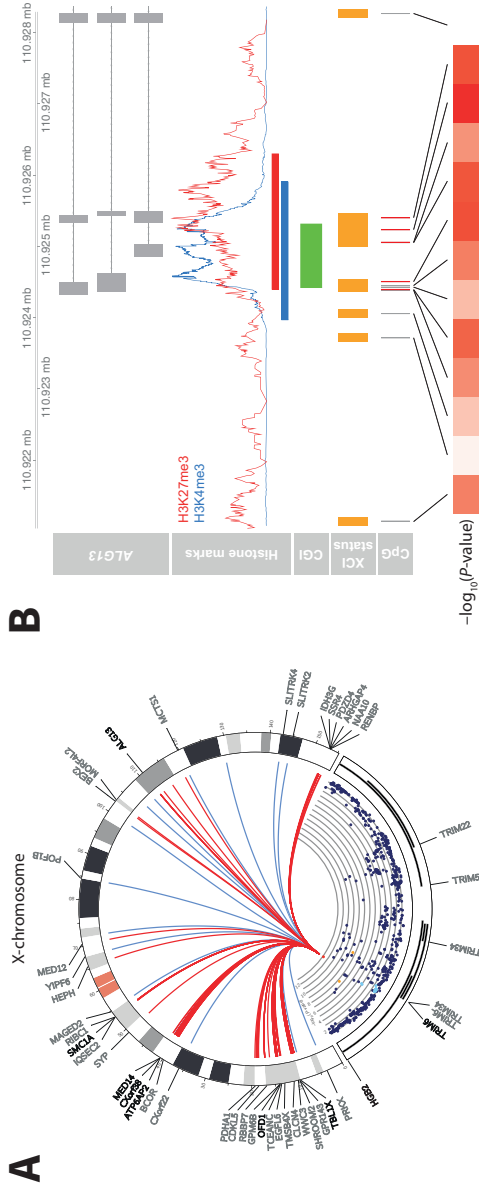 A
X-chromosome
POF1B
MED12
YIPF6
HEPH
MAGED2
RIBC1
SMC1A
IQSEC2
SYP
MED14
CXorf38
ATP6AP2
BCOR
CXorf22
PDHA1
CDKL5
RBBP7
GPM6B
OFD1
TCEANC
EGFL6
TMSB4X
CLCN4
WWC3
SHROOM2
GPR143
TBL1X
PRKX
HGB2
TRIM6
TRIM34
TRIM5
TRIM22
BEX2
MORF4L2
ALG13
MCTS1
SLITRK4
SLITRK2
IDH3G
SSR4
PDZD4
ARHGAP4
NAA10
RENBP
B
110.922 mb
110.923 mb
110.924 mb
110.925 mb
110.926 mb
110.927 mb
110.928 mb
ALG13
H3K27me3
H3K4me3
Histone marks
CGI
XCI
status
CpG
−log10(P-value)